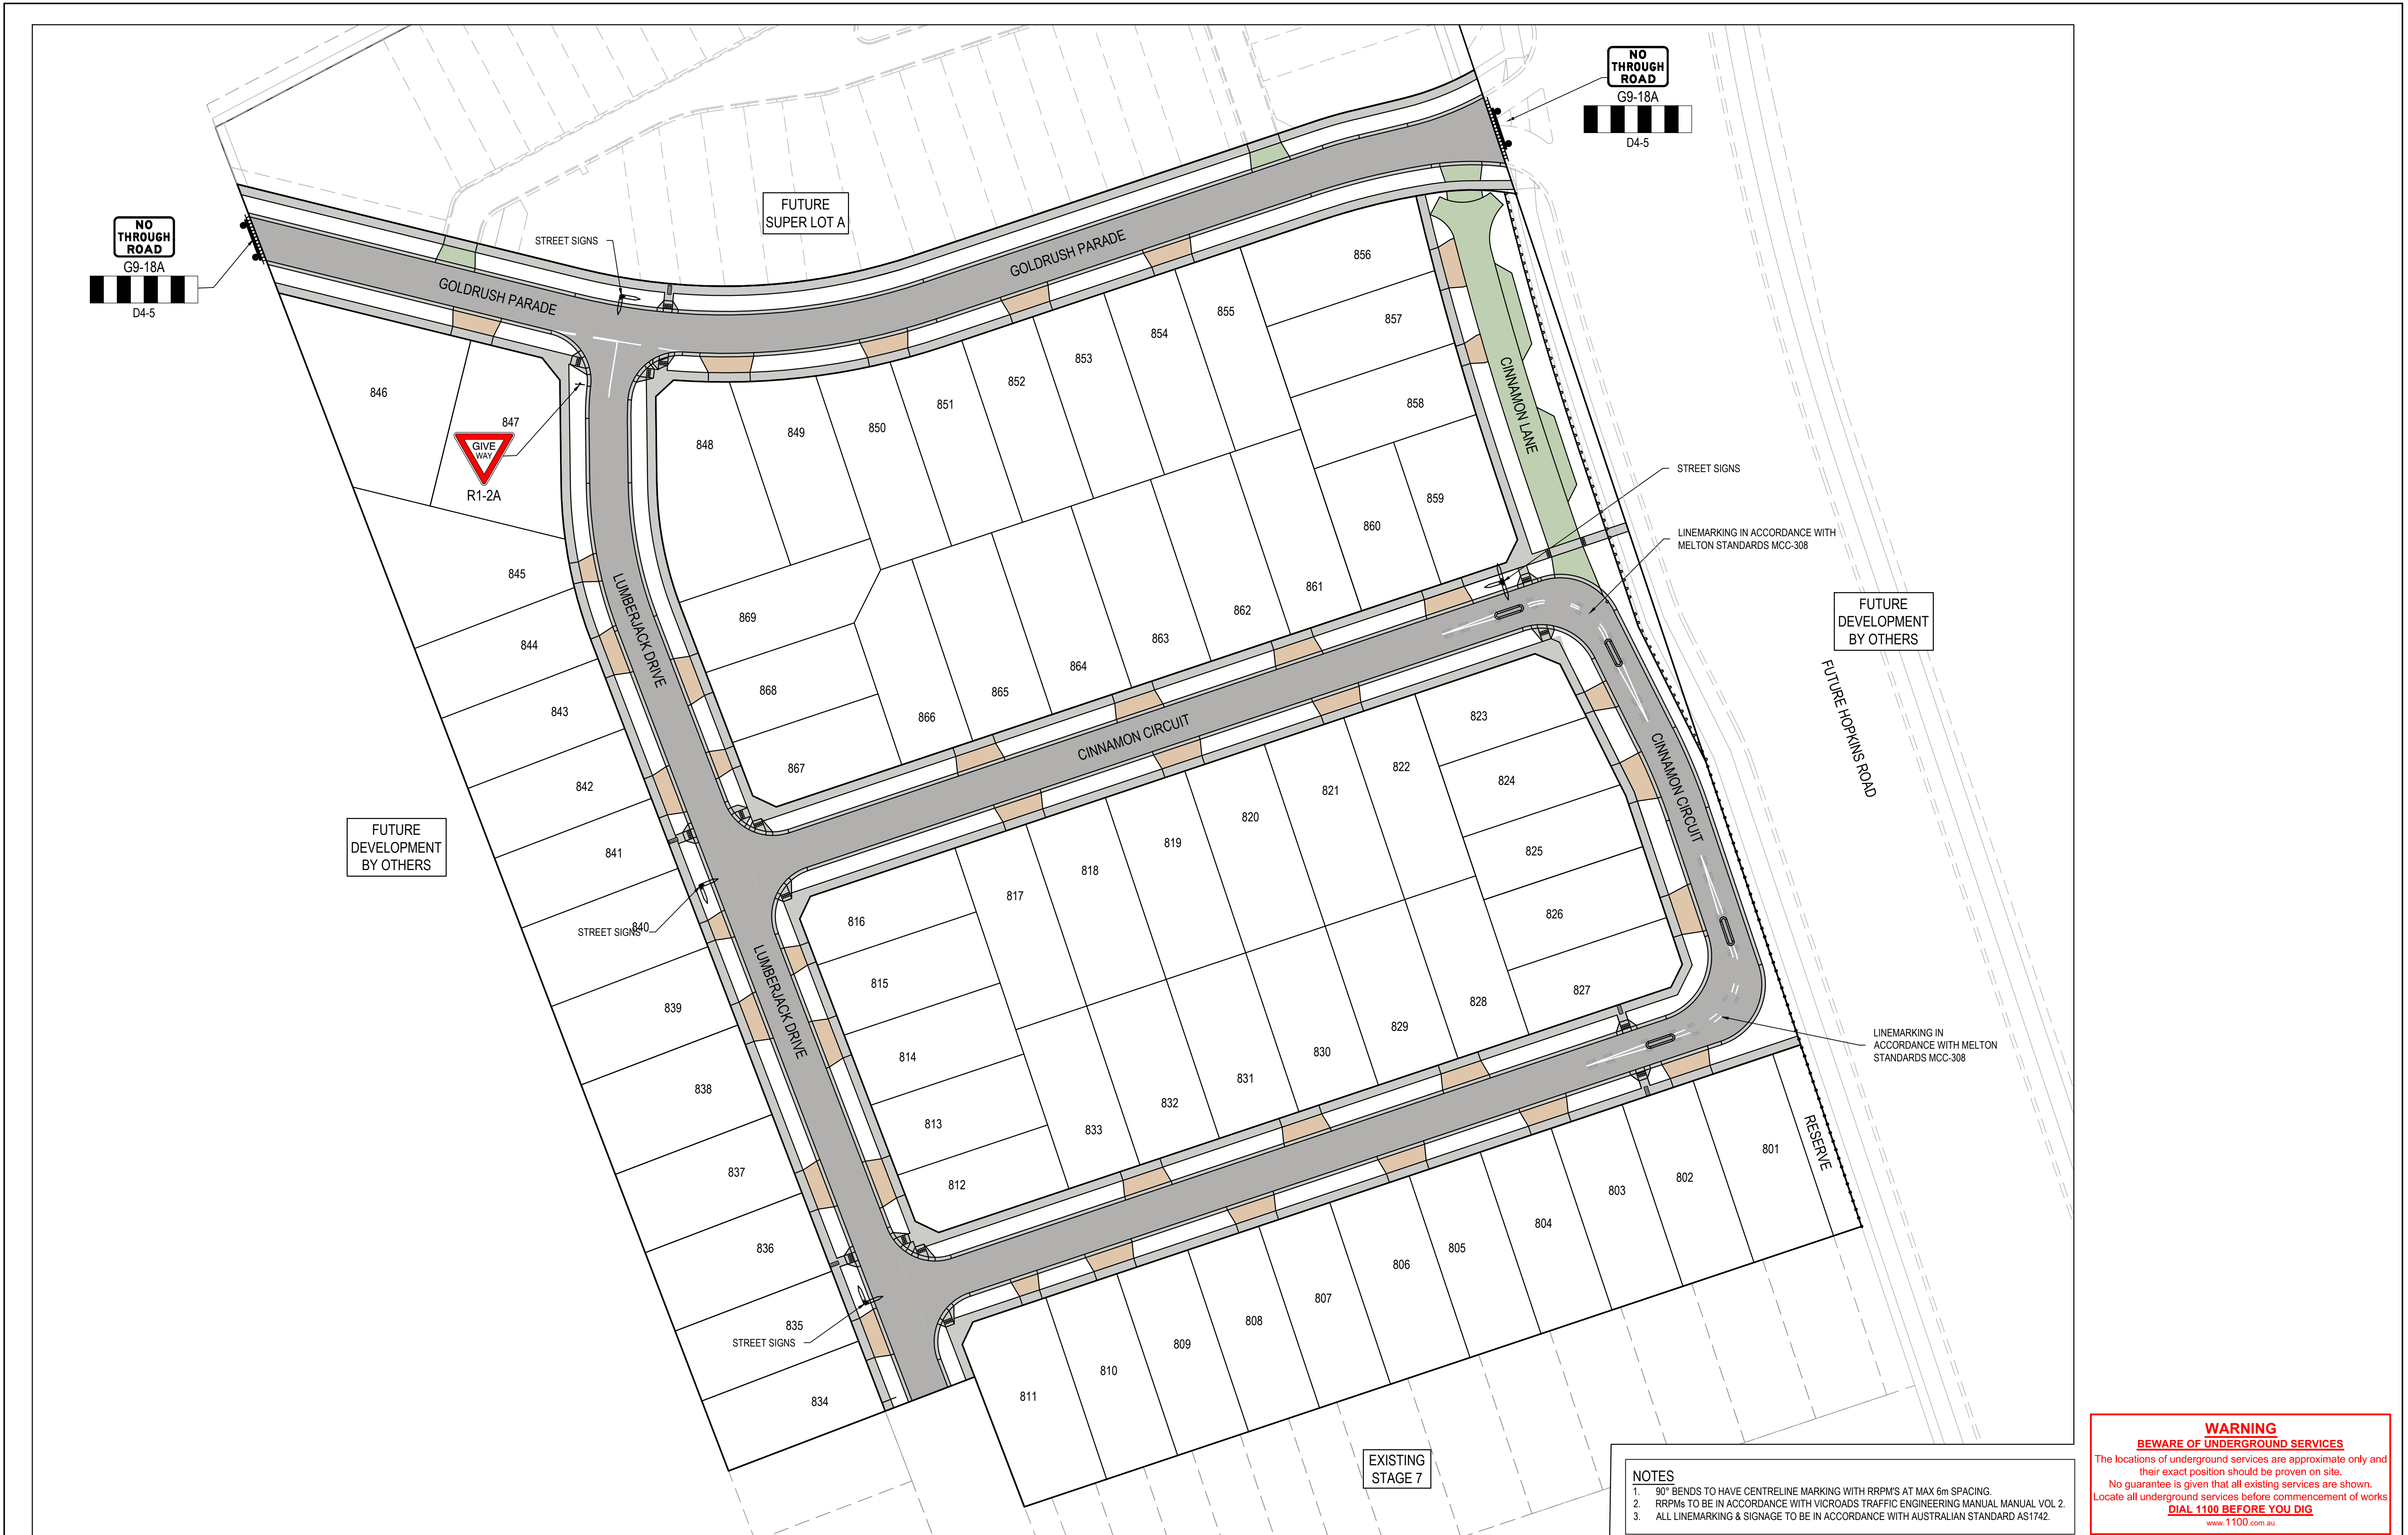 NO
THROUGH
ROAD
G9-18A
D4-5
NO
THROUGH
ROAD
G9-18A
D4-5
FUTURE
SUPER LOT A
STREET SIGNS
GOLDRUSH PARADE
GOLDRUSH PARADE
856
857
858
855
854
853
852
851
850
849
848
846
847
GIVE
WAY
R1-2A
CINNAMON LANE
STREET SIGNS
LINEMARKING IN ACCORDANCE WITH
MELTON STANDARDS MCC-308
859
860
861
862
863
864
865
866
869
868
867
845
844
843
842
841
840
STREET SIGNS
LUMBERJACK DRIVE
FUTURE
DEVELOPMENT
BY OTHERS
FUTURE HOPKINS ROAD
FUTURE
DEVELOPMENT
BY OTHERS
CINNAMON CIRCUIT
CINNAMON CIRCUIT
823
824
825
826
827
822
821
820
819
818
817
816
815
814
813
812
828
829
830
831
832
833
LUMBERJACK DRIVE
839
838
837
836
835
STREET SIGNS
834
LINEMARKING IN
ACCORDANCE WITH MELTON
STANDARDS MCC-308
RESERVE
801
802
803
804
805
806
807
808
809
810
811
EXISTING
STAGE 7
NOTES
1. 90° BENDS TO HAVE CENTRELINE MARKING WITH RRPM'S AT MAX 6m SPACING.
2. RRPMs TO BE IN ACCORDANCE WITH VICROADS TRAFFIC ENGINEERING MANUAL MANUAL VOL 2.
3. ALL LINEMARKING & SIGNAGE TO BE IN ACCORDANCE WITH AUSTRALIAN STANDARD AS1742.
WARNING
BEWARE OF UNDERGROUND SERVICES
The locations of underground services are approximate only and
their exact position should be proven on site.
No guarantee is given that all existing services are shown.
Locate all underground services before commencement of works
DIAL 1100 BEFORE YOU DIG
www.1100.com.au